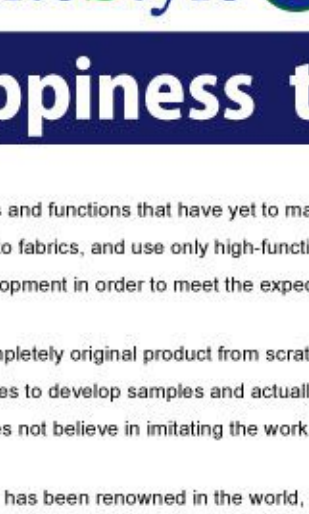 ppiness t
s and functions that have yet to ma
to fabrics, and use only high-functi
opment in order to meet the expec
mpletely original product from scrat
es to develop samples and actuall
es not believe in imitating the work
has been renowned in the world,